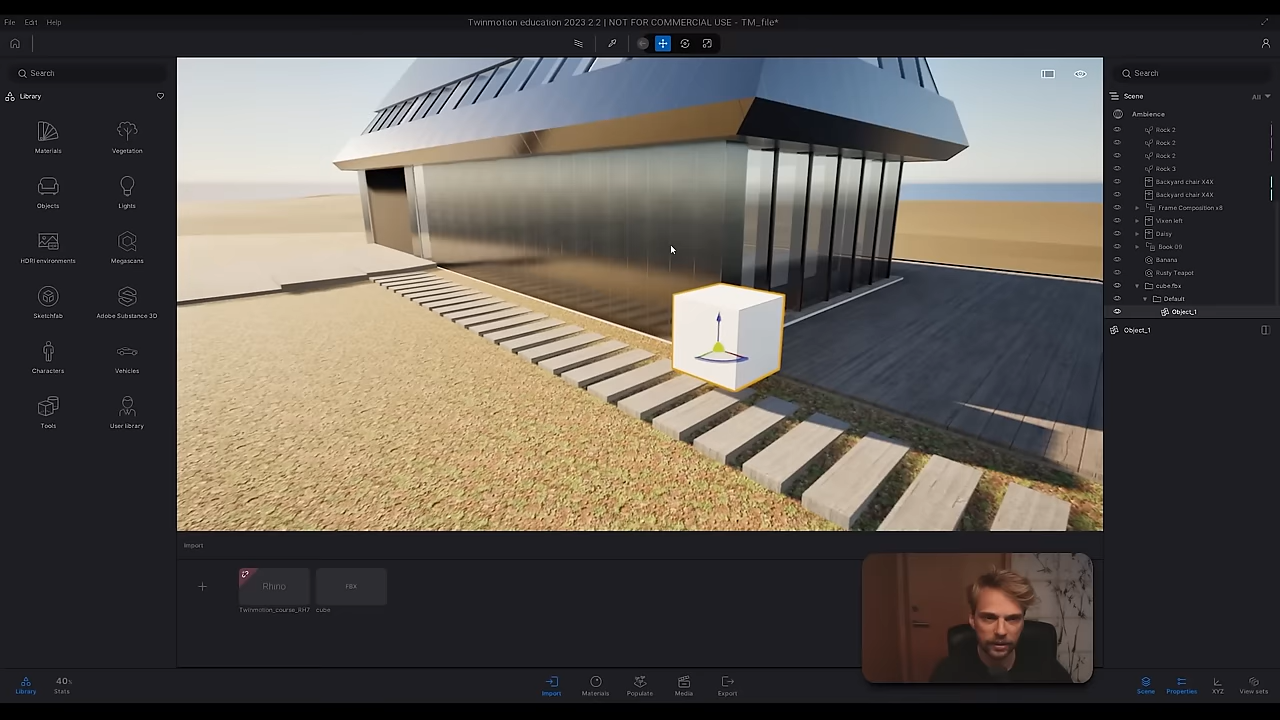 File Edit Help
Twinmotion education 2023 2.2 | NOT FOR COMMERCIAL USE - TM_file*
Search
Library
Materials
Vegetation
Objects
Lights
HDRI environments
Megascans
Sketchfab
Adobe Substance 3D
Characters
Vehicles
Tools
User library
Search
Scene
All
Ambience
Rock 2
Rock 2
Rock 2
Rock 3
Backyard chair X4X
Backyard chair X4X
Frame Composition x8
Vixen left
Daisy
Book 09
Banana
Rusty Teapot
cube.fbx
Default
Object_1
Object_1
Import
Rhino
Twinmotion_course_RH7
FBX
cube
Library
40%
Stats
Import
Materials
Populate
Media
Export
Scene
Properties
XYZ
View sets